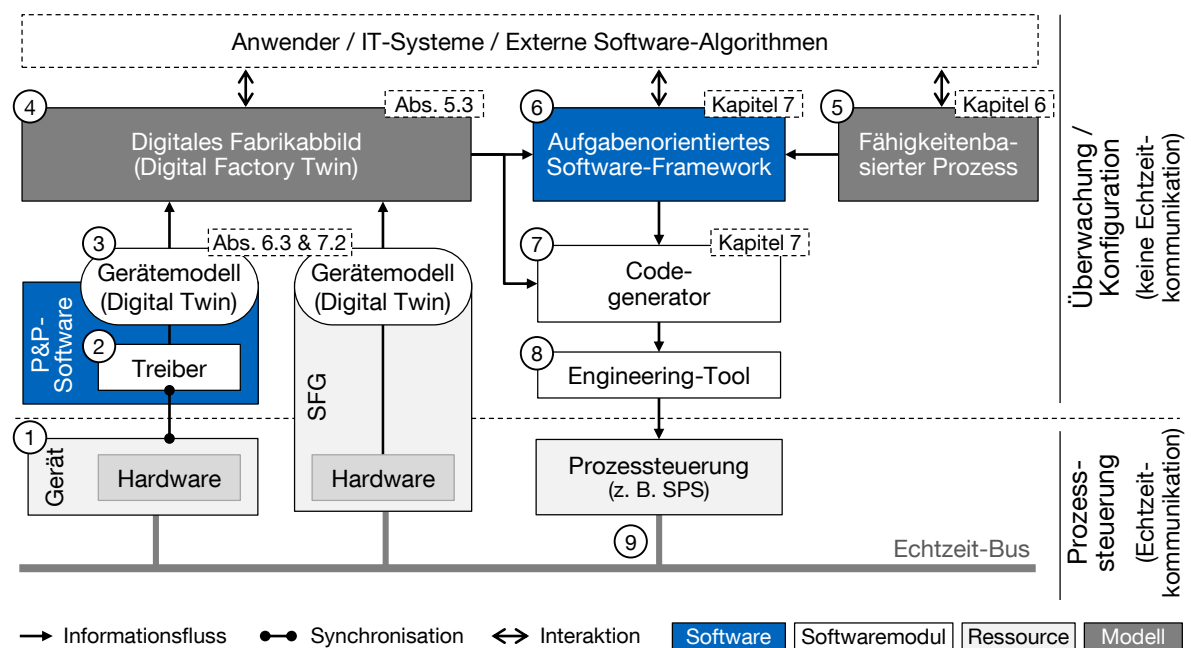 Anwender / IT-Systeme / Externe Software-Algorithmen
4
Abs. 5.3
Digitales Fabrikabbild
(Digital Factory Twin)
6
Kapitel 7
Aufgabenorientiertes
Software-Framework
5
Kapitel 6
Fähigkeitenba-
sierter Prozess
3
Abs. 6.3 & 7.2
Gerätemodell
(Digital Twin)
Gerätemodell
(Digital Twin)
7
Kapitel 7
Code-
generator
P&P-
Software
2
Treiber
SFG
8
Engineering-Tool
1
Gerät
Hardware
Hardware
Prozessteuerung
(z. B. SPS)
9
Echtzeit-Bus
Überwachung /
Konfiguration
(keine Echtzeit-
kommunikation)
Prozess-
steuerung
(Echtzeit-
kommunikation)
Informationsfluss
Synchronisation
Interaktion
Software
Softwaremodul
Ressource
Modell